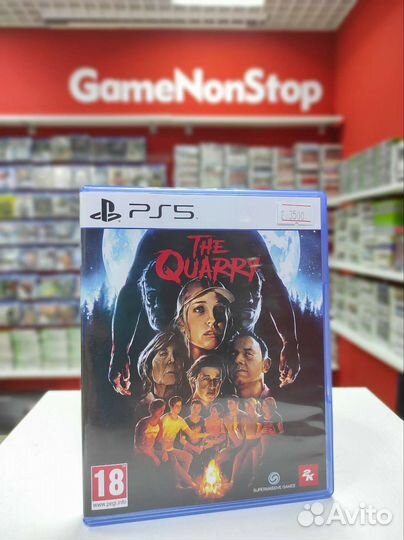 GameNonStop
PS5
THE
QUARRY
18
www.pegi.info
SUPERMASSIVE GAMES
2K
Avito